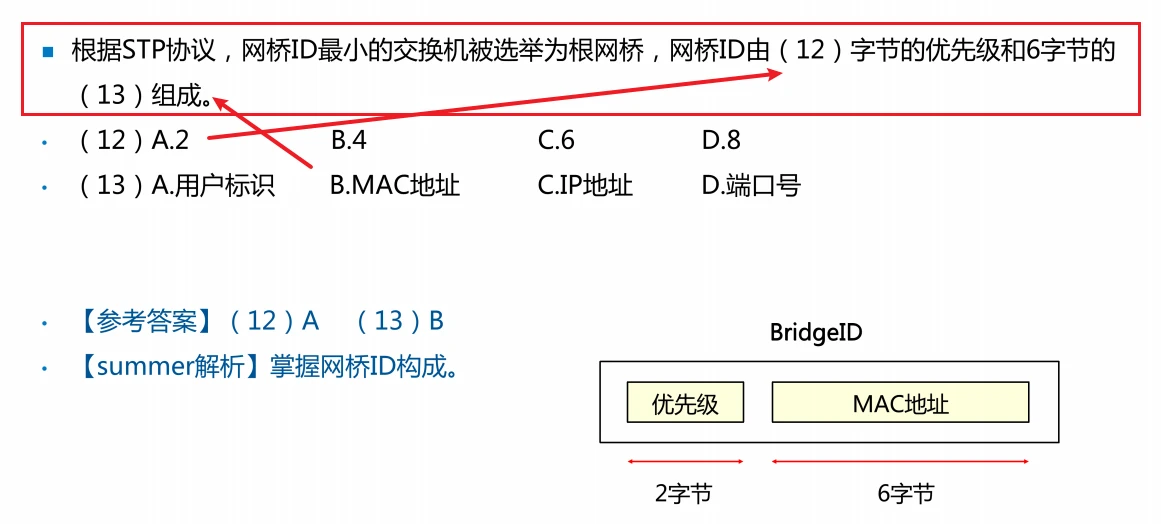 ■ 根据STP协议，网桥ID最小的交换机被选举为根网桥，网桥ID由（12）字节的优先级和6字节的
（13）组成。
• （12）A.2 B.4 C.6 D.8
• （13）A.用户标识 B.MAC地址 C.IP地址 D.端口号
• 【参考答案】（12）A （13）B
• 【summer解析】掌握网桥ID构成。
BridgeID
优先级 MAC地址
2字节 6字节